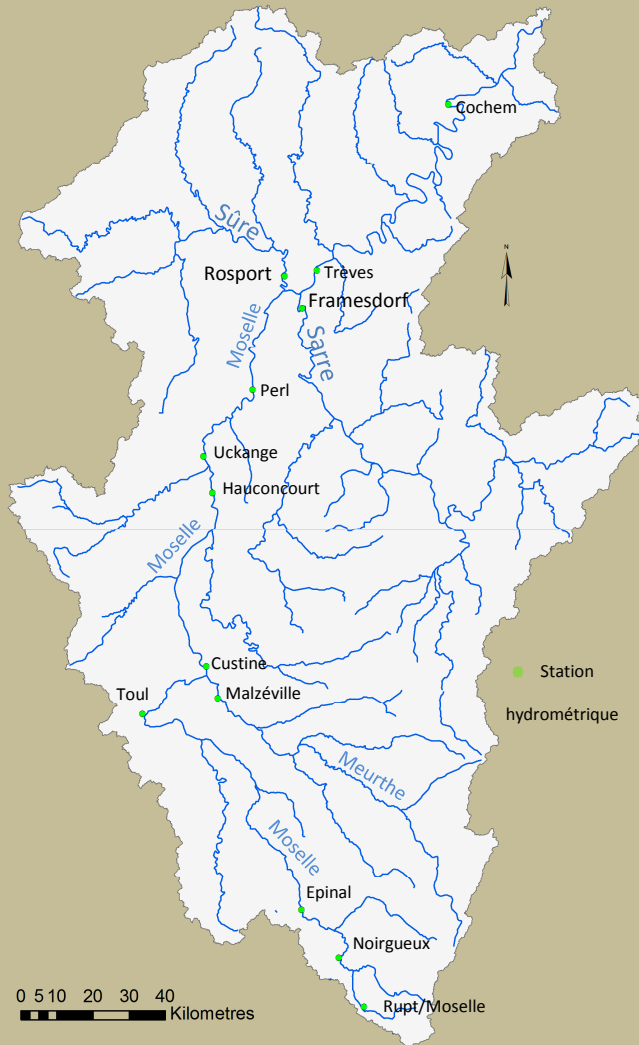 Cochem
N
Sûre
Rosport
Trèves
Framesdorf
Moselle
Sarre
Perl
Uckange
Hauconcourt
Moselle
Custine
Station
Toul
Malzéville
hydrométrique
Meurthe
Moselle
Epinal
Noirgueux
0 5 10 20 30 40
Kilometres
Rupt/Moselle